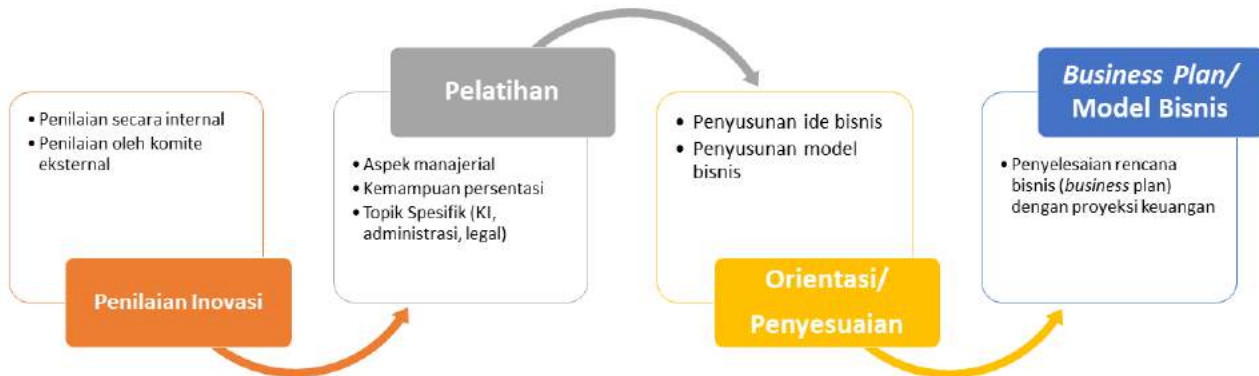 • Penilaian secara internal
• Penilaian oleh komite
eksternal
Penilaian Inovasi
Pelatihan
• Aspek manajerial
• Kemampuan persentasi
• Topik Spesifik (KI,
administrasi, legal)
• Penyusunan ide bisnis
• Penyusunan model
bisnis
Orientasi/
Penyesuaian
Business Plan/
Model Bisnis
• Penyelesaian rencana
bisnis (business plan)
dengan proyeksi keuangan